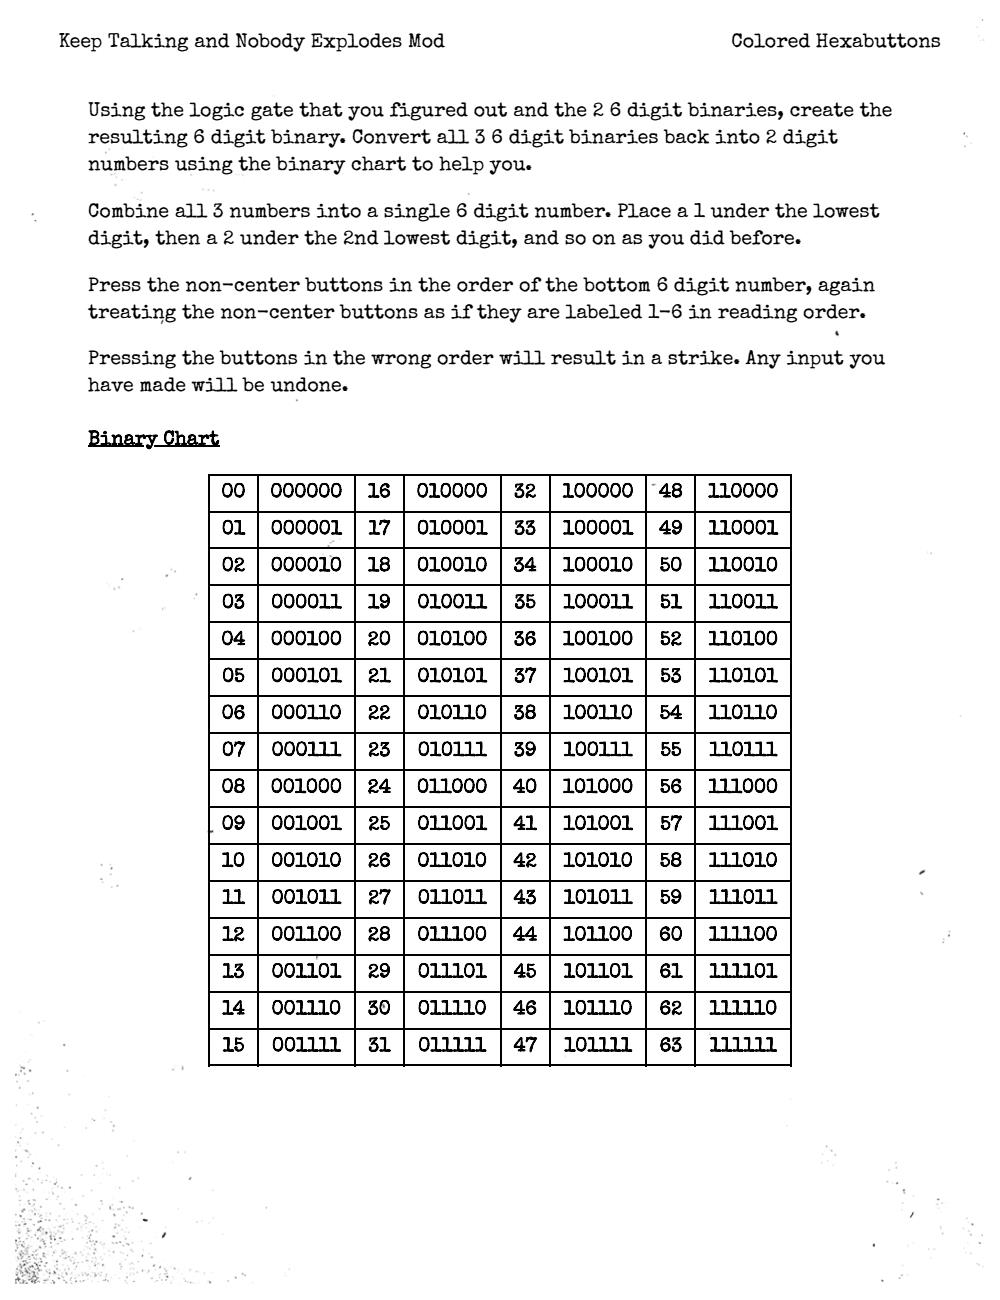 Keep Talking and Nobody Explodes Mod Colored Hexabuttons
Using the logic gate that you figured out and the 2 6 digit binaries, create the
resulting 6 digit binary. Convert all 3 6 digit binaries back into 2 digit
numbers using the binary chart to help you.
Combine all 3 numbers into a single 6 digit number. Place a 1 under the lowest
digit, then a 2 under the 2nd lowest digit, and so on as you did before.
Press the non-center buttons in the order of the bottom 6 digit number, again
treating the non-center buttons as if they are labeled 1-6 in reading order.
Pressing the buttons in the wrong order will result in a strike. Any input you
have made will be undone.
Binary Chart
00 000000 16 010000 32 100000 48 110000
01 000001 17 010001 33 100001 49 110001
02 000010 18 010010 34 100010 50 110010
03 000011 19 010011 35 100011 51 110011
04 000100 20 010100 36 100100 52 110100
05 000101 21 010101 37 100101 53 110101
06 000110 22 010110 38 100110 54 110110
07 000111 23 010111 39 100111 55 110111
08 001000 24 011000 40 101000 56 111000
09 001001 25 011001 41 101001 57 111001
10 001010 26 011010 42 101010 58 111010
11 001011 27 011011 43 101011 59 111011
12 001100 28 011100 44 101100 60 111100
13 001101 29 011101 45 101101 61 111101
14 001110 30 011110 46 101110 62 111110
15 001111 31 011111 47 101111 63 111111